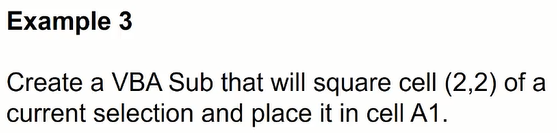 Example 3
Create a VBA Sub that will square cell (2,2) of a
current selection and place it in cell A1.